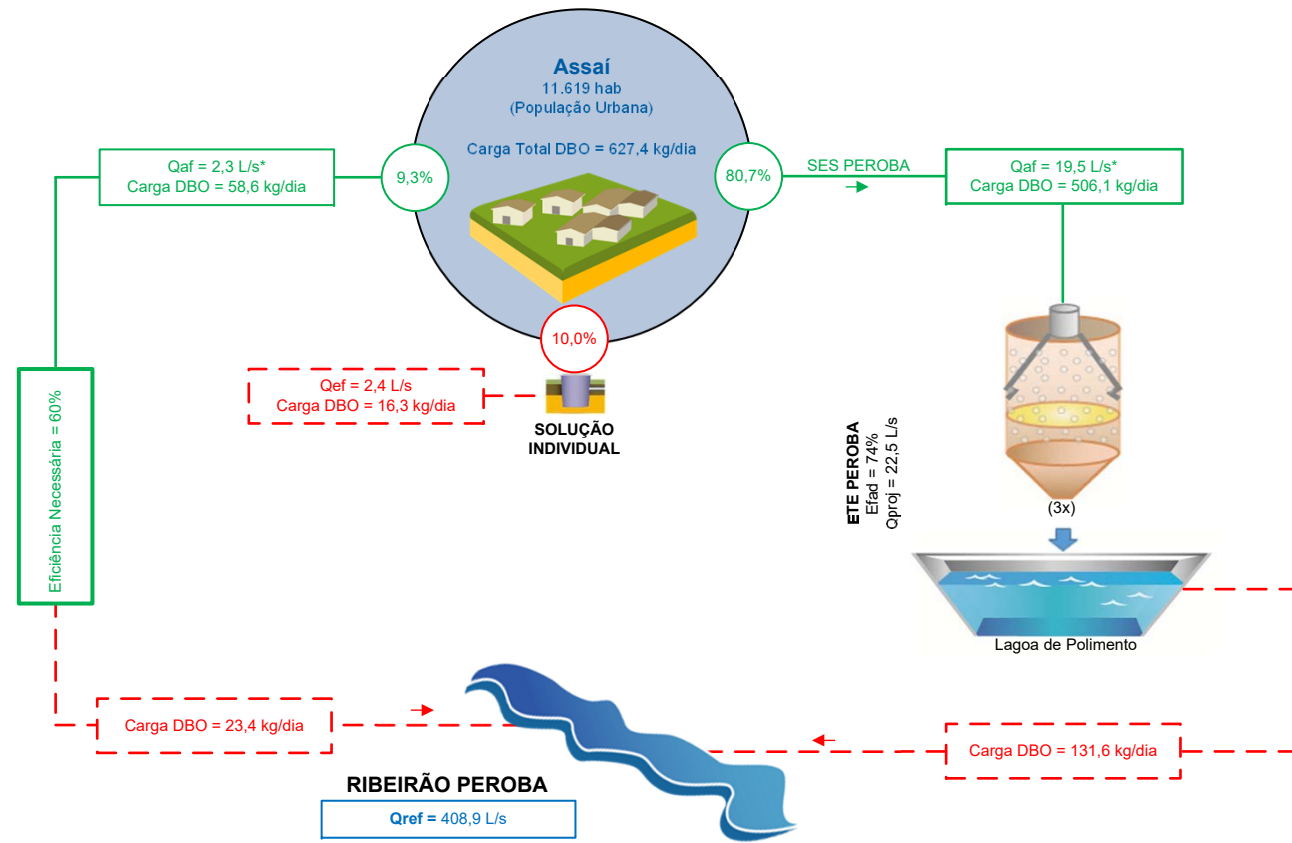 Assaí
11.619 hab
(População Urbana)
Carga Total DBO = 627,4 kg/dia
Qaf = 2,3 L/s*
Carga DBO = 58,6 kg/dia
9,3%
80,7%
SES PEROBA
Qaf = 19,5 L/s*
Carga DBO = 506,1 kg/dia
10,0%
Qef = 2,4 L/s
Carga DBO = 16,3 kg/dia
SOLUÇÃO
INDIVIDUAL
Eficiência Necessária = 60%
ETE PEROBA
Efad = 74%
Qproj = 22,5 L/s
(3x)
Lagoa de Polimento
Carga DBO = 23,4 kg/dia
Carga DBO = 131,6 kg/dia
RIBEIRÃO PEROBA
Qref = 408,9 L/s